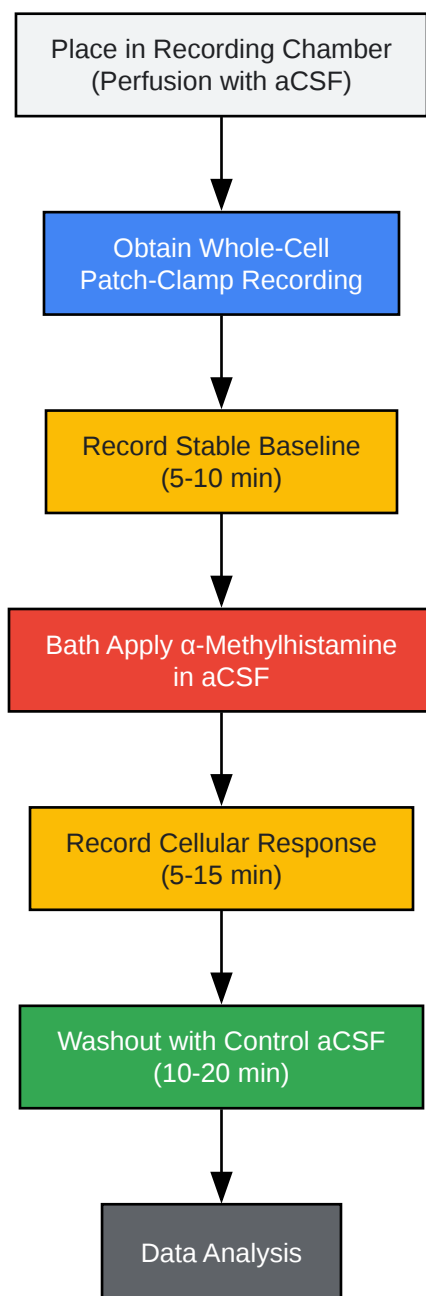 Place in Recording Chamber
(Perfusion with aCSF)
Obtain Whole-Cell
Patch-Clamp Recording
Record Stable Baseline
(5-10 min)
Bath Apply α-Methylhistamine
in aCSF
Record Cellular Response
(5-15 min)
Washout with Control aCSF
(10-20 min)
Data Analysis